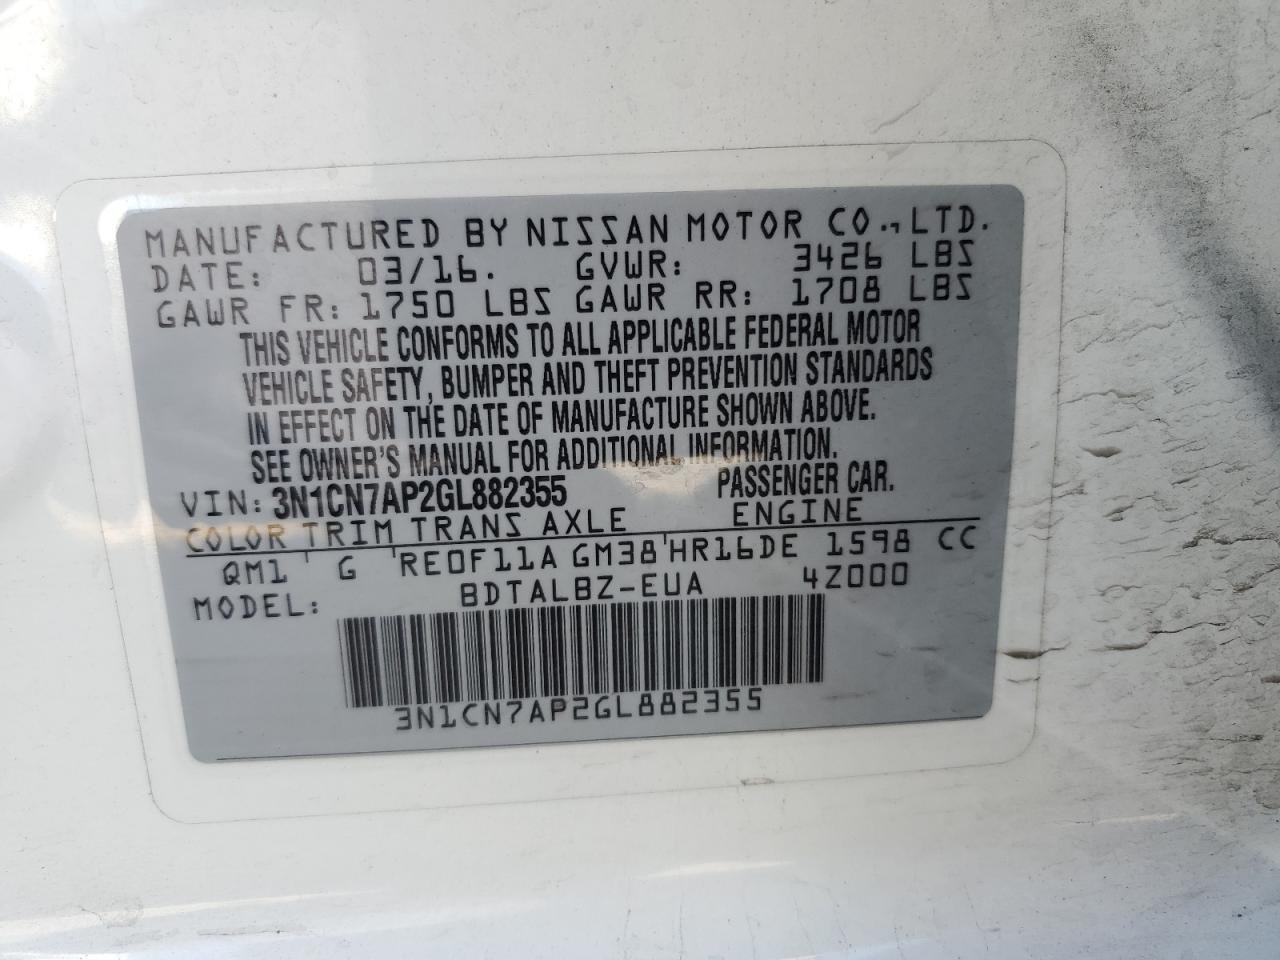 MANUFACTURED BY NISSAN MOTOR CO., LTD.
DATE: 03/16. GVWR: 3426 LBS
GAWR FR: 1750 LBS GAWR RR: 1708 LBS
THIS VEHICLE CONFORMS TO ALL APPLICABLE FEDERAL MOTOR
VEHICLE SAFETY, BUMPER AND THEFT PREVENTION STANDARDS
IN EFFECT ON THE DATE OF MANUFACTURE SHOWN ABOVE.
SEE OWNER'S MANUAL FOR ADDITIONAL INFORMATION.
VIN: 3N1CN7AP2GL882355 PASSENGER CAR.
COLOR TRIM TRANS AXLE ENGINE
QM1 G RE0F11A GM38 HR16DE 1598 CC
MODEL: BDTALBZ-EUA 4Z000
3N1CN7AP2GL882355